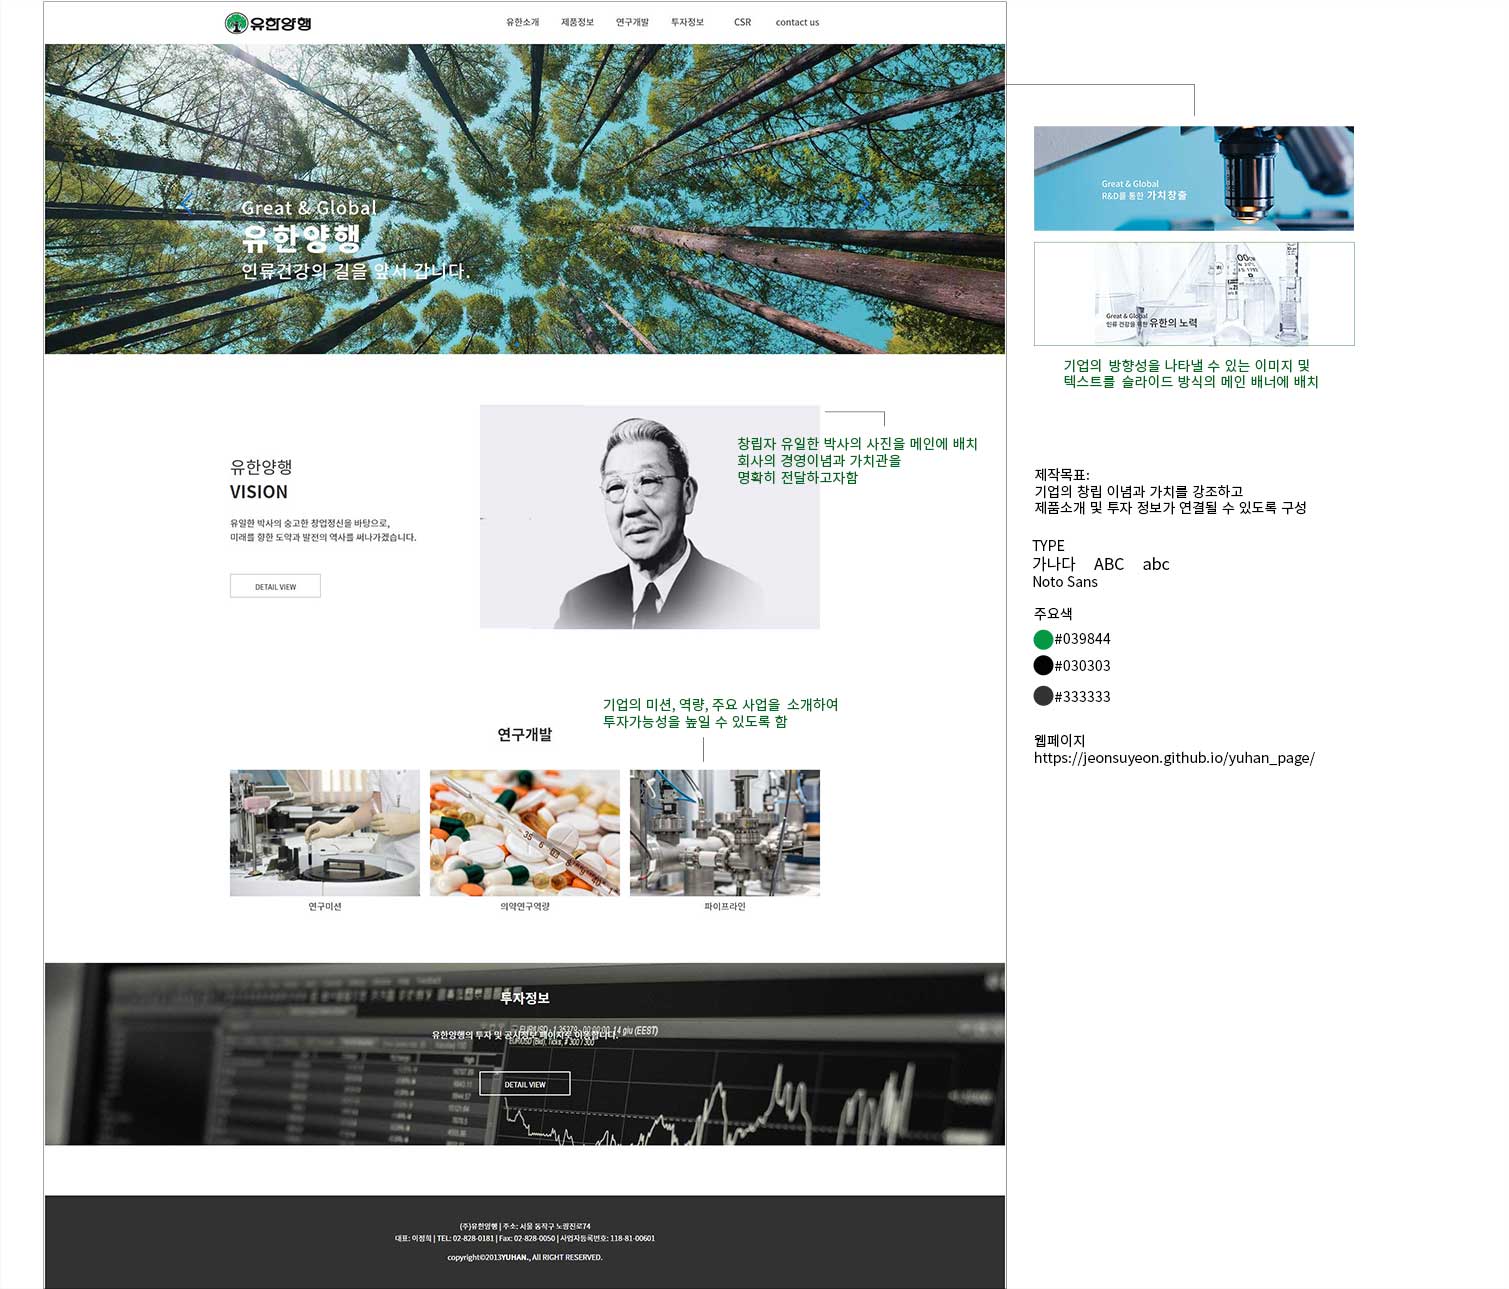 유한양행
유한소개 제품정보 연구개발 투자정보 CSR contact us
Great & Global
유한양행
인류건강의 길을 앞서 갑니다.
Great & Global
R&D를 통한 가치창출
Great & Global
인류 건강을 위한 유한의 노력
기업의 방향성을 나타낼 수 있는 이미지 및
텍스트를 슬라이드 방식의 메인 배너에 배치
유한양행
VISION
유일한 박사의 숭고한 창업정신을 바탕으로,
미래를 향한 도약과 발전의 역사를 써나가겠습니다.
DETAIL VIEW
창립자 유일한 박사의 사진을 메인에 배치
회사의 경영이념과 가치관을
명확히 전달하고자함
제작목표:
기업의 창립 이념과 가치를 강조하고
제품소개 및 투자 정보가 연결될 수 있도록 구성
TYPE
가나다 ABC abc
Noto Sans
주요색
#039844
#030303
#333333
웹페이지
https://jeonsuyeon.github.io/yuhan_page/
기업의 미션, 역량, 주요 사업을 소개하여
투자가능성을 높일 수 있도록 함
연구개발
연구미션
의약연구역량
파이프라인
투자정보
유한양행의 투자 및 공시정보 페이지로 이동합니다.
DETAIL VIEW
(주)유한양행 | 주소: 서울 동작구 노량진로74
대표: 이정희 | TEL: 02-828-0181 | Fax: 02-828-0050 | 사업자등록번호: 118-81-00601
copyright©2013YUHAN., All RIGHT RESERVED.